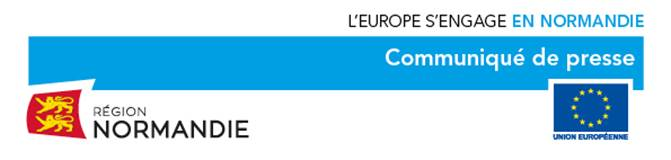 L'EUROPE S'ENGAGE EN NORMANDIE
Communiqué de presse
RÉGION
NORMANDIE
UNION EUROPÉENNE